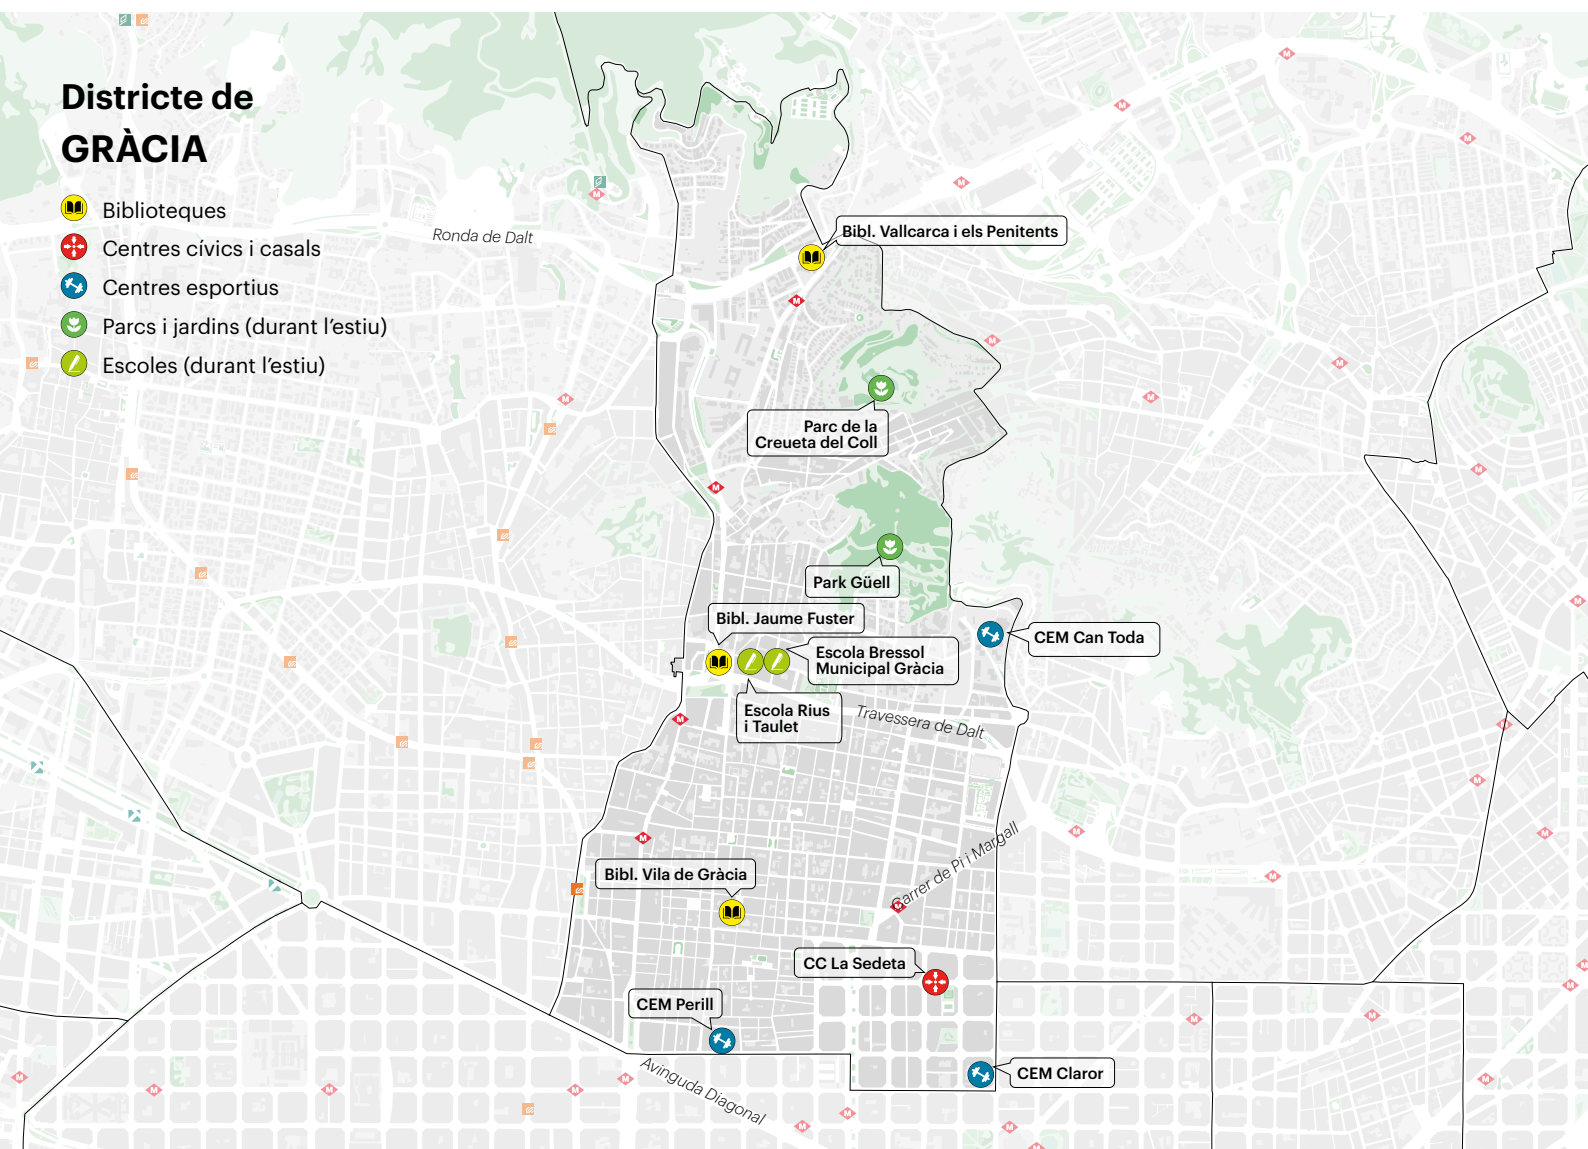 Districte de
GRÀCIA
Biblioteques
Centres cívics i casals
Centres esportius
Parcs i jardins (durant l'estiu)
Escoles (durant l'estiu)
Ronda de Dalt
Bibl. Vallcarca i els Penitents
Parc de la
Creueta del Coll
Park Güell
Bibl. Jaume Fuster
Escola Bressol
Municipal Gràcia
CEM Can Toda
Escola Rius
i Taulet
Travessera de Dalt
Carrer de Pi i Margall
Bibl. Vila de Gràcia
CC La Sedeta
CEM Perill
CEM Claror
Avinguda Diagonal